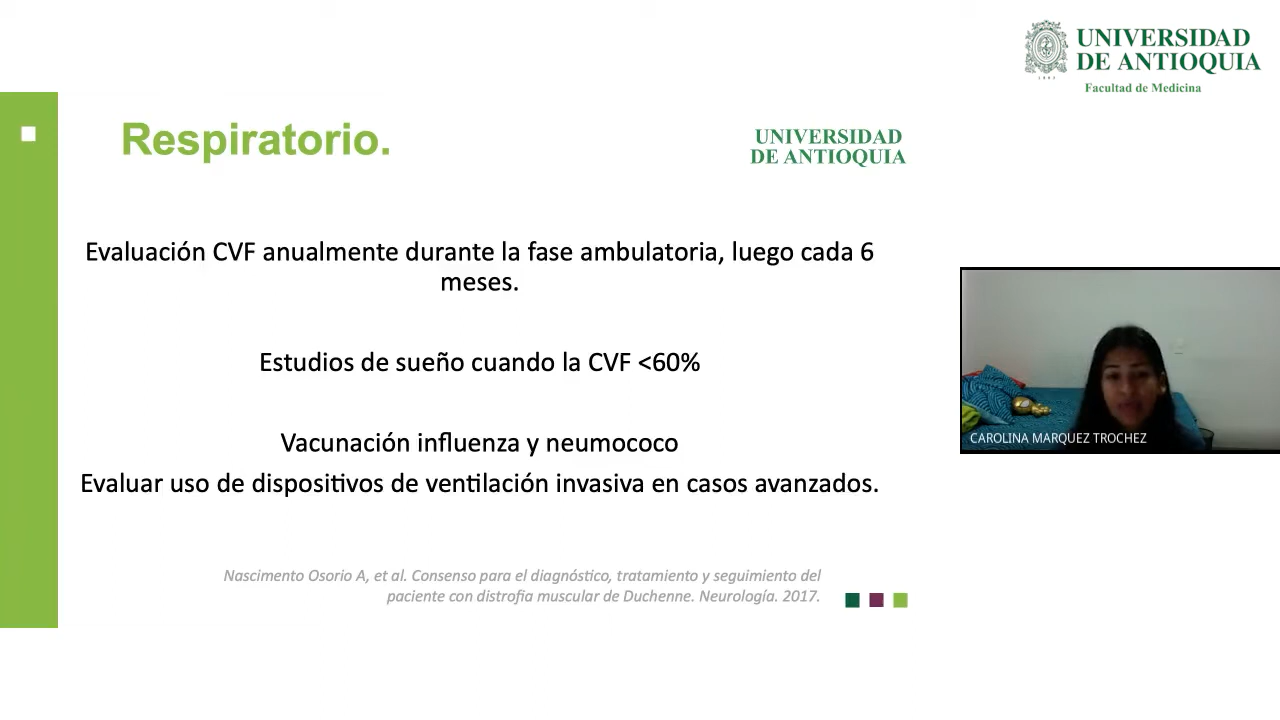 UNIVERSIDAD
DE ANTIOQUIA
Facultad de Medicina
Respiratorio.
UNIVERSIDAD
DE ANTIOQUIA
Evaluación CVF anualmente durante la fase ambulatoria, luego cada 6
meses.
Estudios de sueño cuando la CVF <60%
Vacunación influenza y neumococo
Evaluar uso de dispositivos de ventilación invasiva en casos avanzados.
CAROLINA MARQUEZ TROCHEZ
Nascimento Osorio A, et al. Consenso para el diagnóstico, tratamiento y seguimiento del
paciente con distrofia muscular de Duchenne. Neurología. 2017.